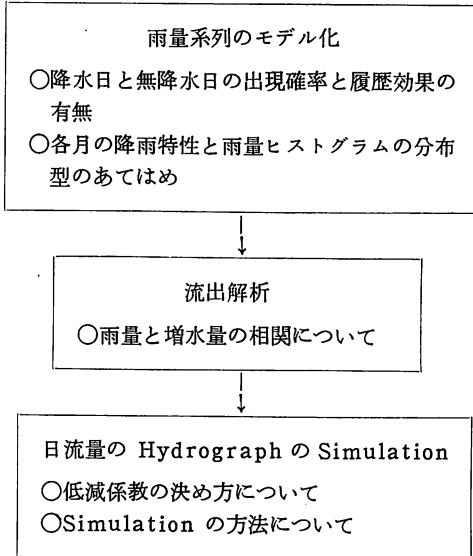 雨量系列のモデル化
○降水日と無降水日の出現確率と履歴効果の
有無
○各月の降雨特性と雨量ヒストグラムの分布
型のあてはめ
流出解析
○雨量と増水量の相関について
日流量の Hydrograph の Simulation
○低減係教の決め方について
○Simulation の方法について